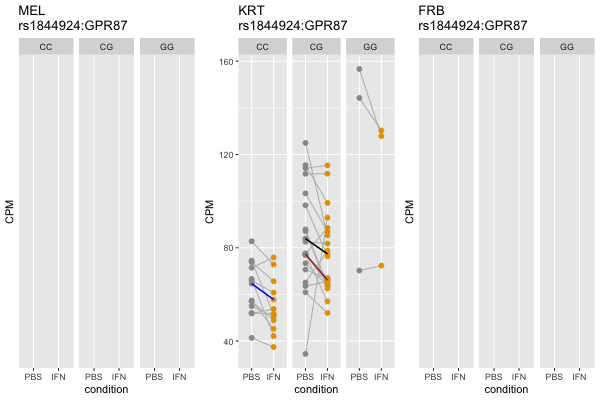 MEL
rs1844924:GPR87
CC CG GG
CPM
PBS IFN PBS IFN PBS IFN
condition
KRT
rs1844924:GPR87
CC CG GG
CPM
160
120
80
40
PBS IFN PBS IFN PBS IFN
condition
FRB
rs1844924:GPR87
CC CG GG
CPM
PBS IFN PBS IFN PBS IFN
condition